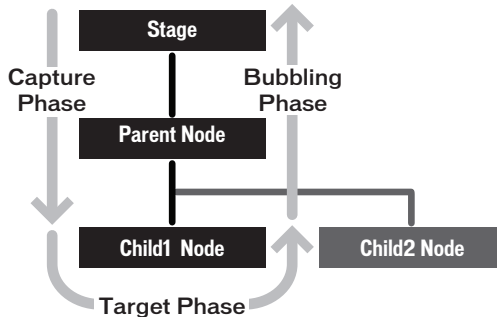 Stage
Capture
Phase
Bubbling
Phase
Parent Node
Child1 Node
Child2 Node
Target Phase